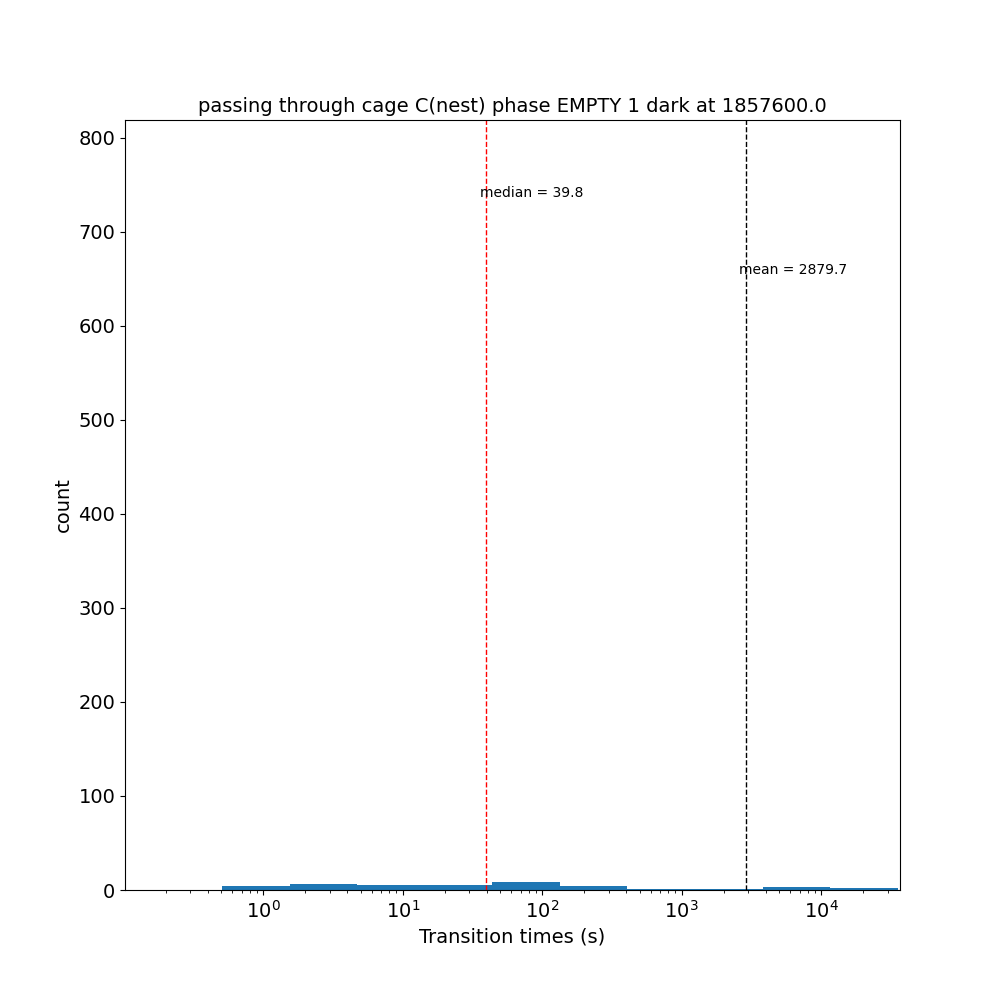 passing through cage C(nest) phase EMPTY 1 dark at 1857600.0
800
median = 39.8
700
mean = 2879.7
600
500
count
400
300
200
100
0
10⁰ 10¹ 10² 10³ 10⁴
Transition times (s)